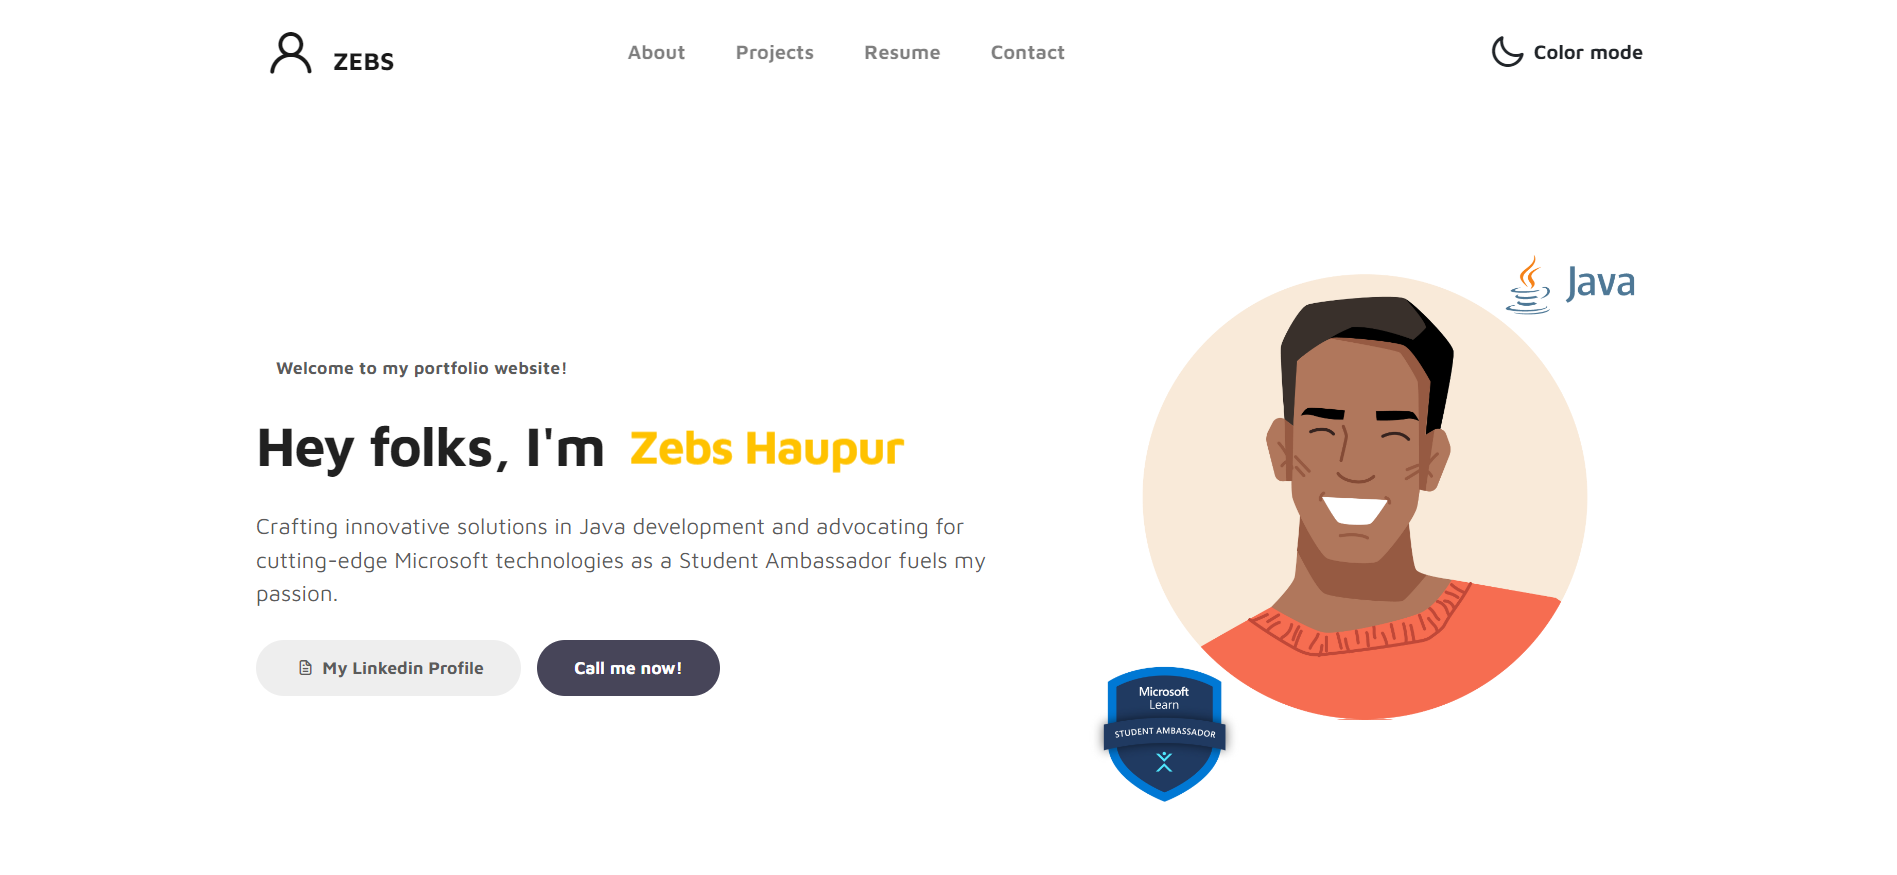 ZEBS
About
Projects
Resume
Contact
Color mode
Java
Welcome to my portfolio website!
Hey folks, I'm Zebs Haupur
Crafting innovative solutions in Java development and advocating for
cutting-edge Microsoft technologies as a Student Ambassador fuels my
passion.
My Linkedin Profile
Call me now!
Microsoft
Learn
STUDENT AMBASSADOR